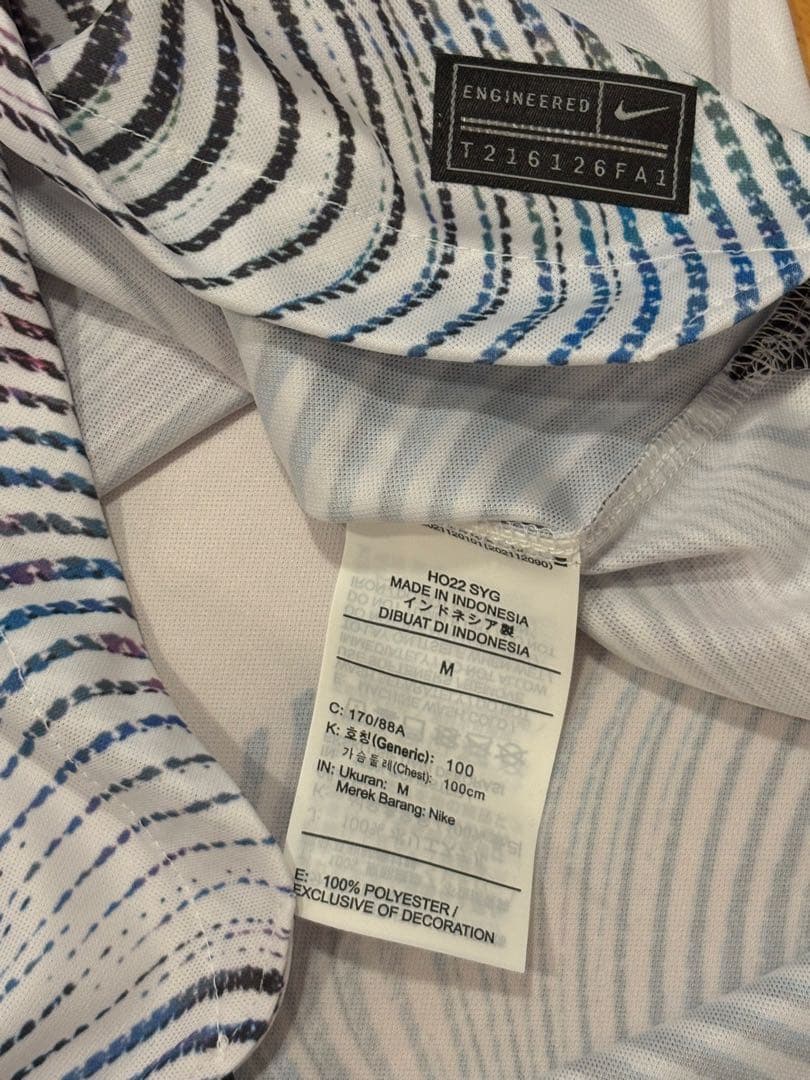 ENGINEERED
T216126FA1
HO22 SYG
MADE IN INDONESIA
インドネシア製
DIBUAT DI INDONESIA
M
C: 170/88A
K: 호칭(Generic): 100
가슴둘레(Chest): 100cm
IN: Ukuran: M
Merek Barang: Nike
E: 100% POLYESTER /
EXCLUSIVE OF DECORATION